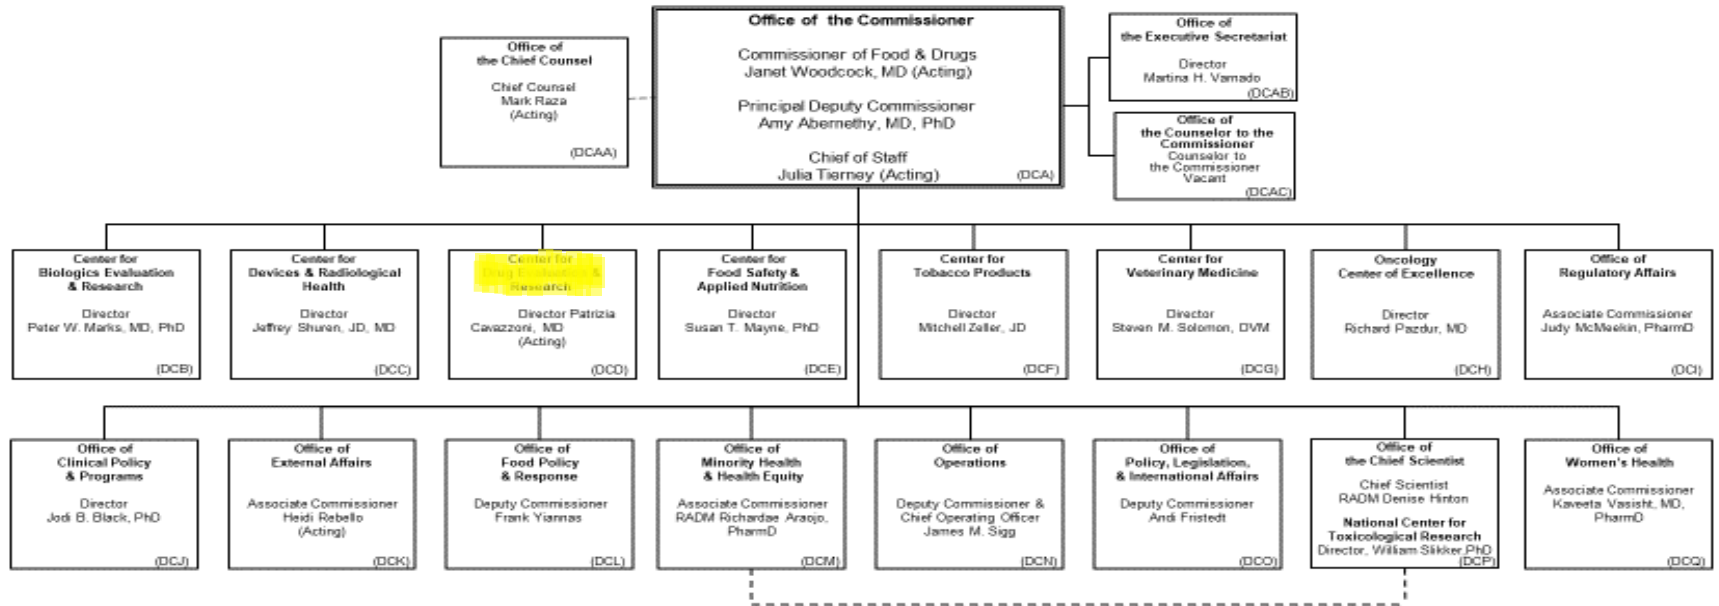 Office of the Commissioner
Commissioner of Food & Drugs
Janet Woodcock, MD (Acting)
Principal Deputy Commissioner
Amy Abernethy, MD, PhD
Chief of Staff
Julia Tierney (Acting)
(DCA)
Office of
the Chief Counsel
Chief Counsel
Mark Raza
(Acting)
(DCAA)
Office of
the Executive Secretariat
Director
Martina H. Varnado
(DCAB)
Office of
the Counselor to the
Commissioner
Counselor to
the Commissioner
Vacant
(DCAC)
Center for
Biologics Evaluation
& Research
Director
Peter W. Marks, MD, PhD
(DCB)
Center for
Devices & Radiological
Health
Director
Jeffrey Shuren, JD, MD
(DCC)
Center for
Drug Evaluation &
Research
Director Patrizia
Cavazzoni, MD
(Acting)
(DCD)
Center for
Food Safety &
Applied Nutrition
Director
Susan T. Mayne, PhD
(DCE)
Center for
Tobacco Products
Director
Mitchell Zeller, JD
(DCF)
Center for
Veterinary Medicine
Director
Steven M. Solomon, DVM
(DCG)
Oncology
Center of Excellence
Director
Richard Pazdur, MD
(DCH)
Office of
Regulatory Affairs
Associate Commissioner
Judy McMeekin, PharmD
(DCI)
Office of
Clinical Policy
& Programs
Director
Jodi B. Black, PhD
(DCJ)
Office of
External Affairs
Associate Commissioner
Heidi Rebello
(Acting)
(DCK)
Office of
Food Policy
& Response
Deputy Commissioner
Frank Yiannas
(DCL)
Office of
Minority Health
& Health Equity
Associate Commissioner
RADM Richardae Araojo,
PharmD
(DCM)
Office of
Operations
Deputy Commissioner &
Chief Operating Officer
James M. Sigg
(DCN)
Office of
Policy, Legislation,
& International Affairs
Deputy Commissioner
Andi Fristedt
(DCO)
Office of
the Chief Scientist
Chief Scientist
RADM Denise Hinton
National Center for
Toxicological Research
Director, William Slikker,PhD
(DCP)
Office of
Women's Health
Associate Commissioner
Kaveeta Vasisht, MD,
PharmD
(DCQ)